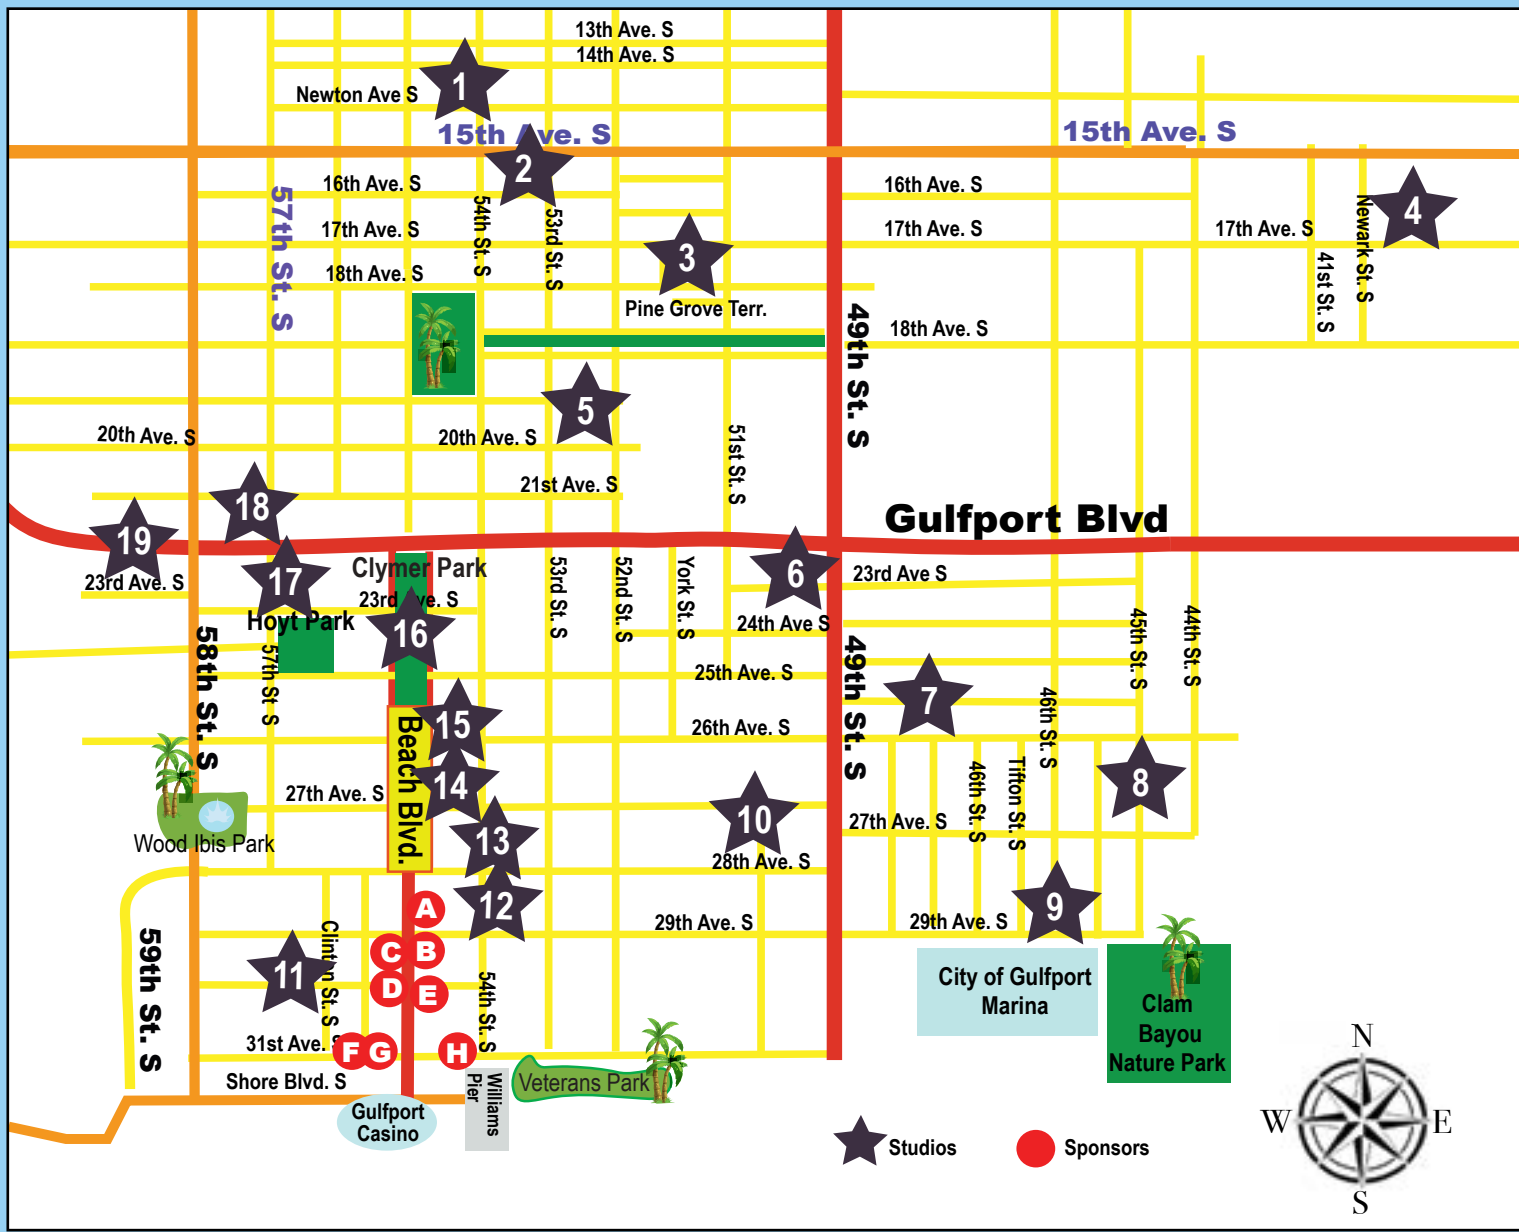 13th Ave. S
14th Ave. S
1
Newton Ave S
15th Ave. S
15th Ave. S
2
16th Ave. S
16th Ave. S
57th St. S
54th St. S
53rd St. S
17th Ave. S
17th Ave. S
17th Ave. S
Newark St. S
4
41st St. S
3
18th Ave. S
Pine Grove Terr.
49th St. S
18th Ave. S
5
20th Ave. S
20th Ave. S
51st St. S
21st Ave. S
18
19
Gulfport Blvd
17
Clymer Park
23rd Ave. S
23rd Ave. S
53rd St. S
52nd St. S
York St. S
6
23rd Ave S
Hoyt Park
16
24th Ave S
45th St. S
44th St. S
58th St. S
57th St. S
49th St. S
25th Ave. S
7
46th St. S
Beach Blvd.
15
26th Ave. S
14
27th Ave. S
8
46th St. S
Tifton St. S
10
27th Ave. S
13
Wood Ibis Park
28th Ave. S
12
9
A
29th Ave. S
29th Ave. S
59th St. S
Clinton St. S
C
B
11
D
E
54th St. S
City of Gulfport
Marina
Clam
Bayou
Nature Park
31st Ave. S
F
G
H
Shore Blvd. S
Williams
Pier
Veterans Park
Gulfport
Casino
Studios
Sponsors
N
W
E
S